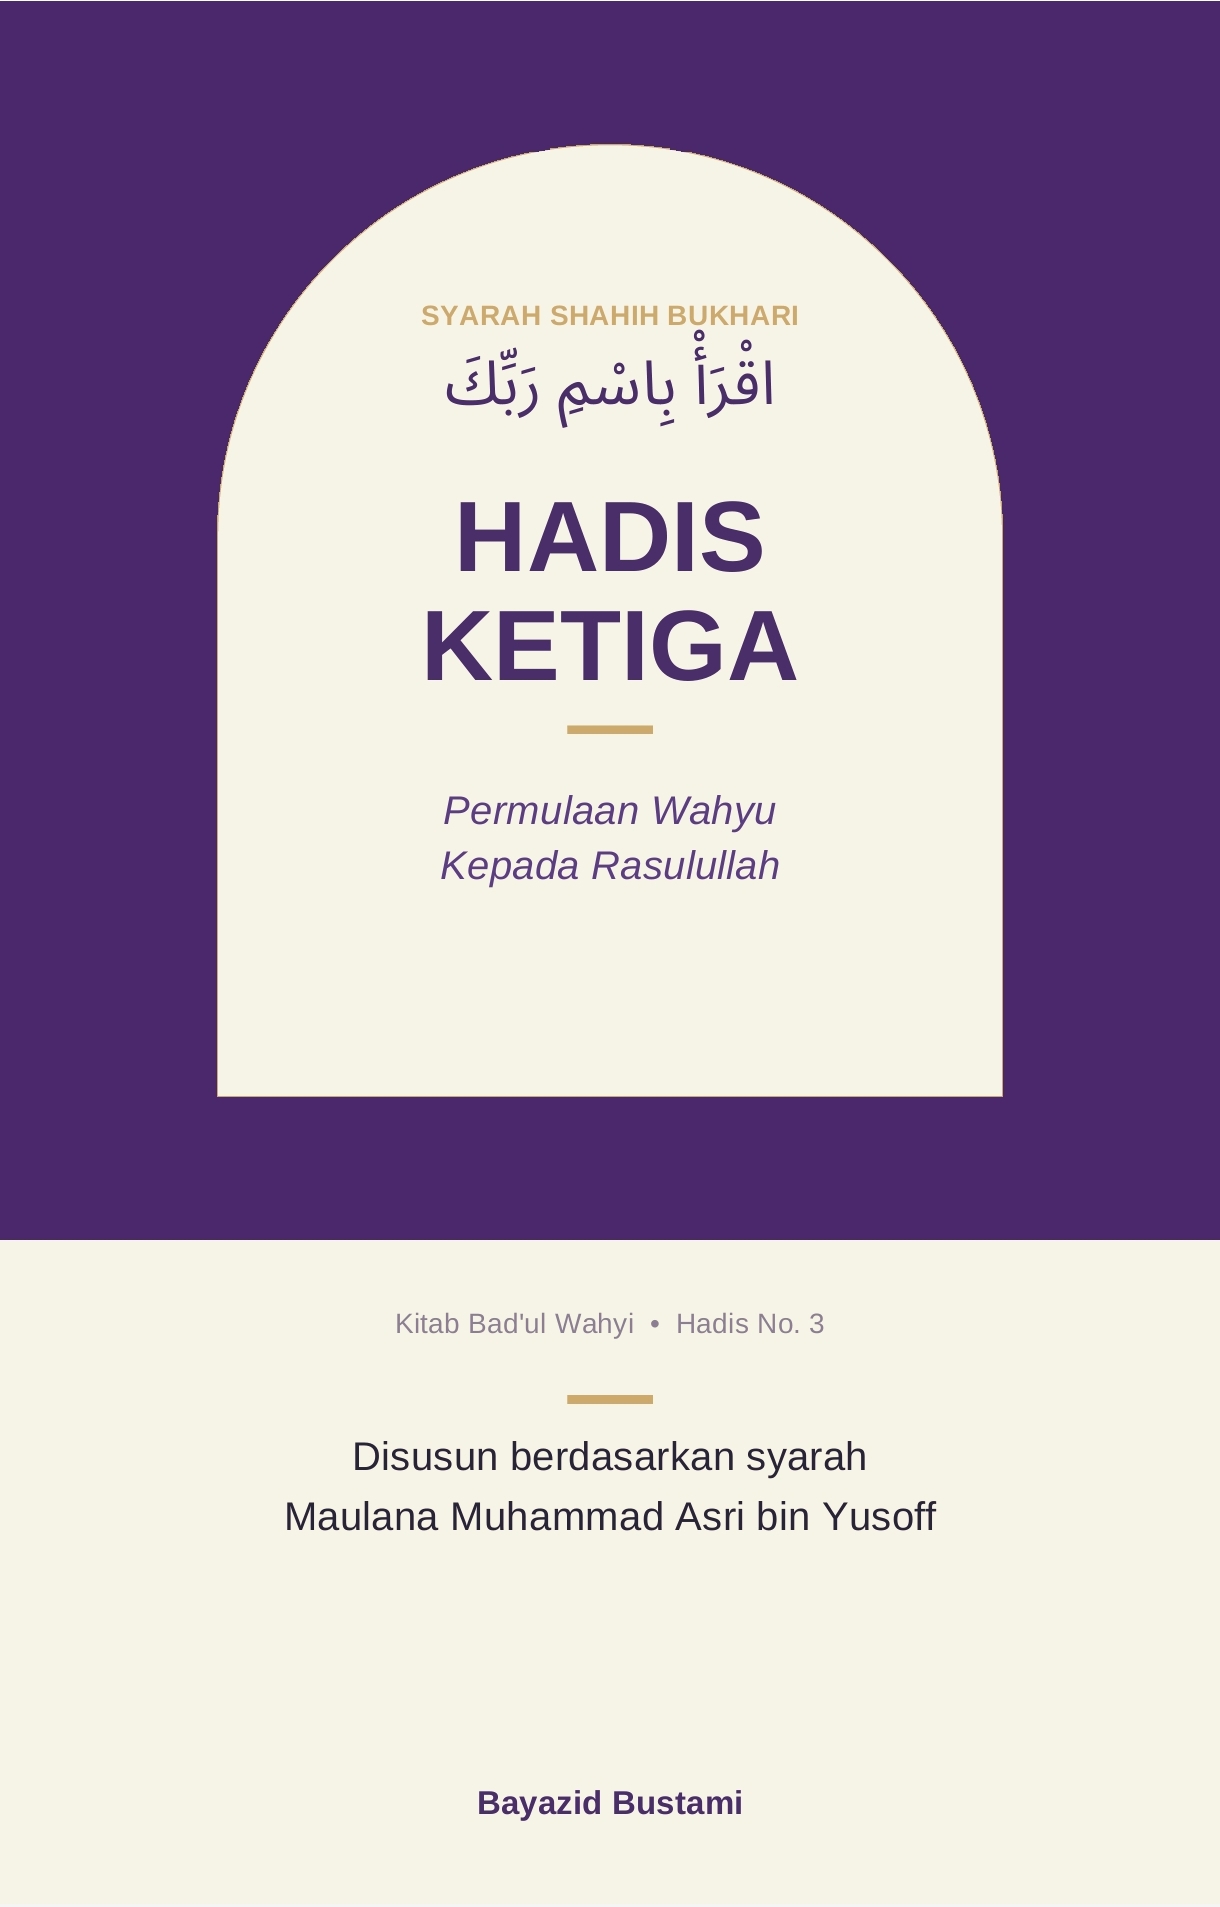 SYARAH SHAHIH BUKHARI
اقْرَأْ بِاسْمِ رَبِّكَ
HADIS
KETIGA
Permulaan Wahyu
Kepada Rasulullah
Kitab Bad'ul Wahyi • Hadis No. 3
Disusun berdasarkan syarah
Maulana Muhammad Asri bin Yusoff
Bayazid Bustami